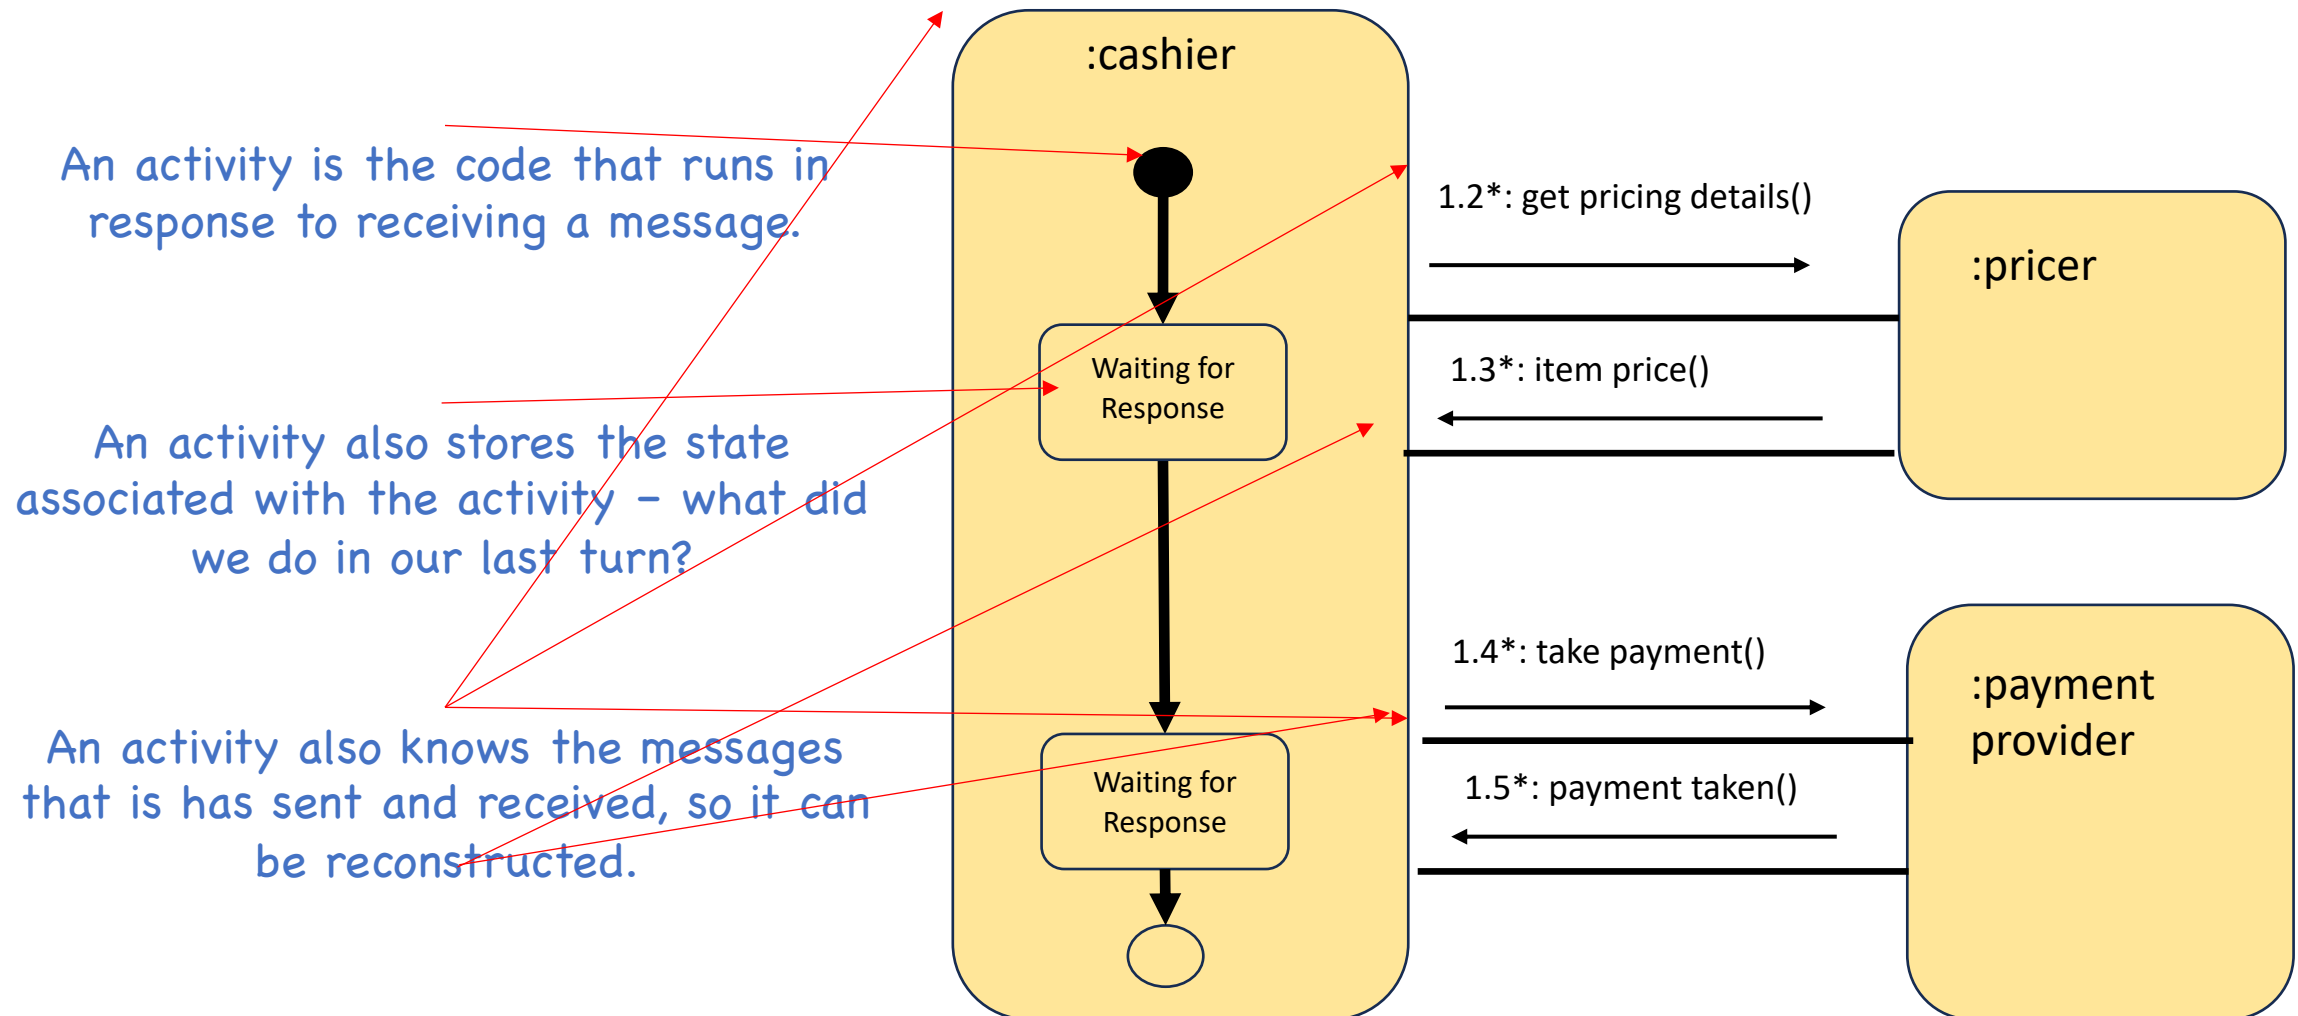 An activity is the code that runs in
response to receiving a message.
An activity also stores the state
associated with the activity – what did
we do in our last turn?
An activity also knows the messages
that is has sent and received, so it can
be reconstructed.
:cashier
Waiting for
Response
Waiting for
Response
1.2*: get pricing details()
1.3*: item price()
:pricer
1.4*: take payment()
1.5*: payment taken()
:payment
provider